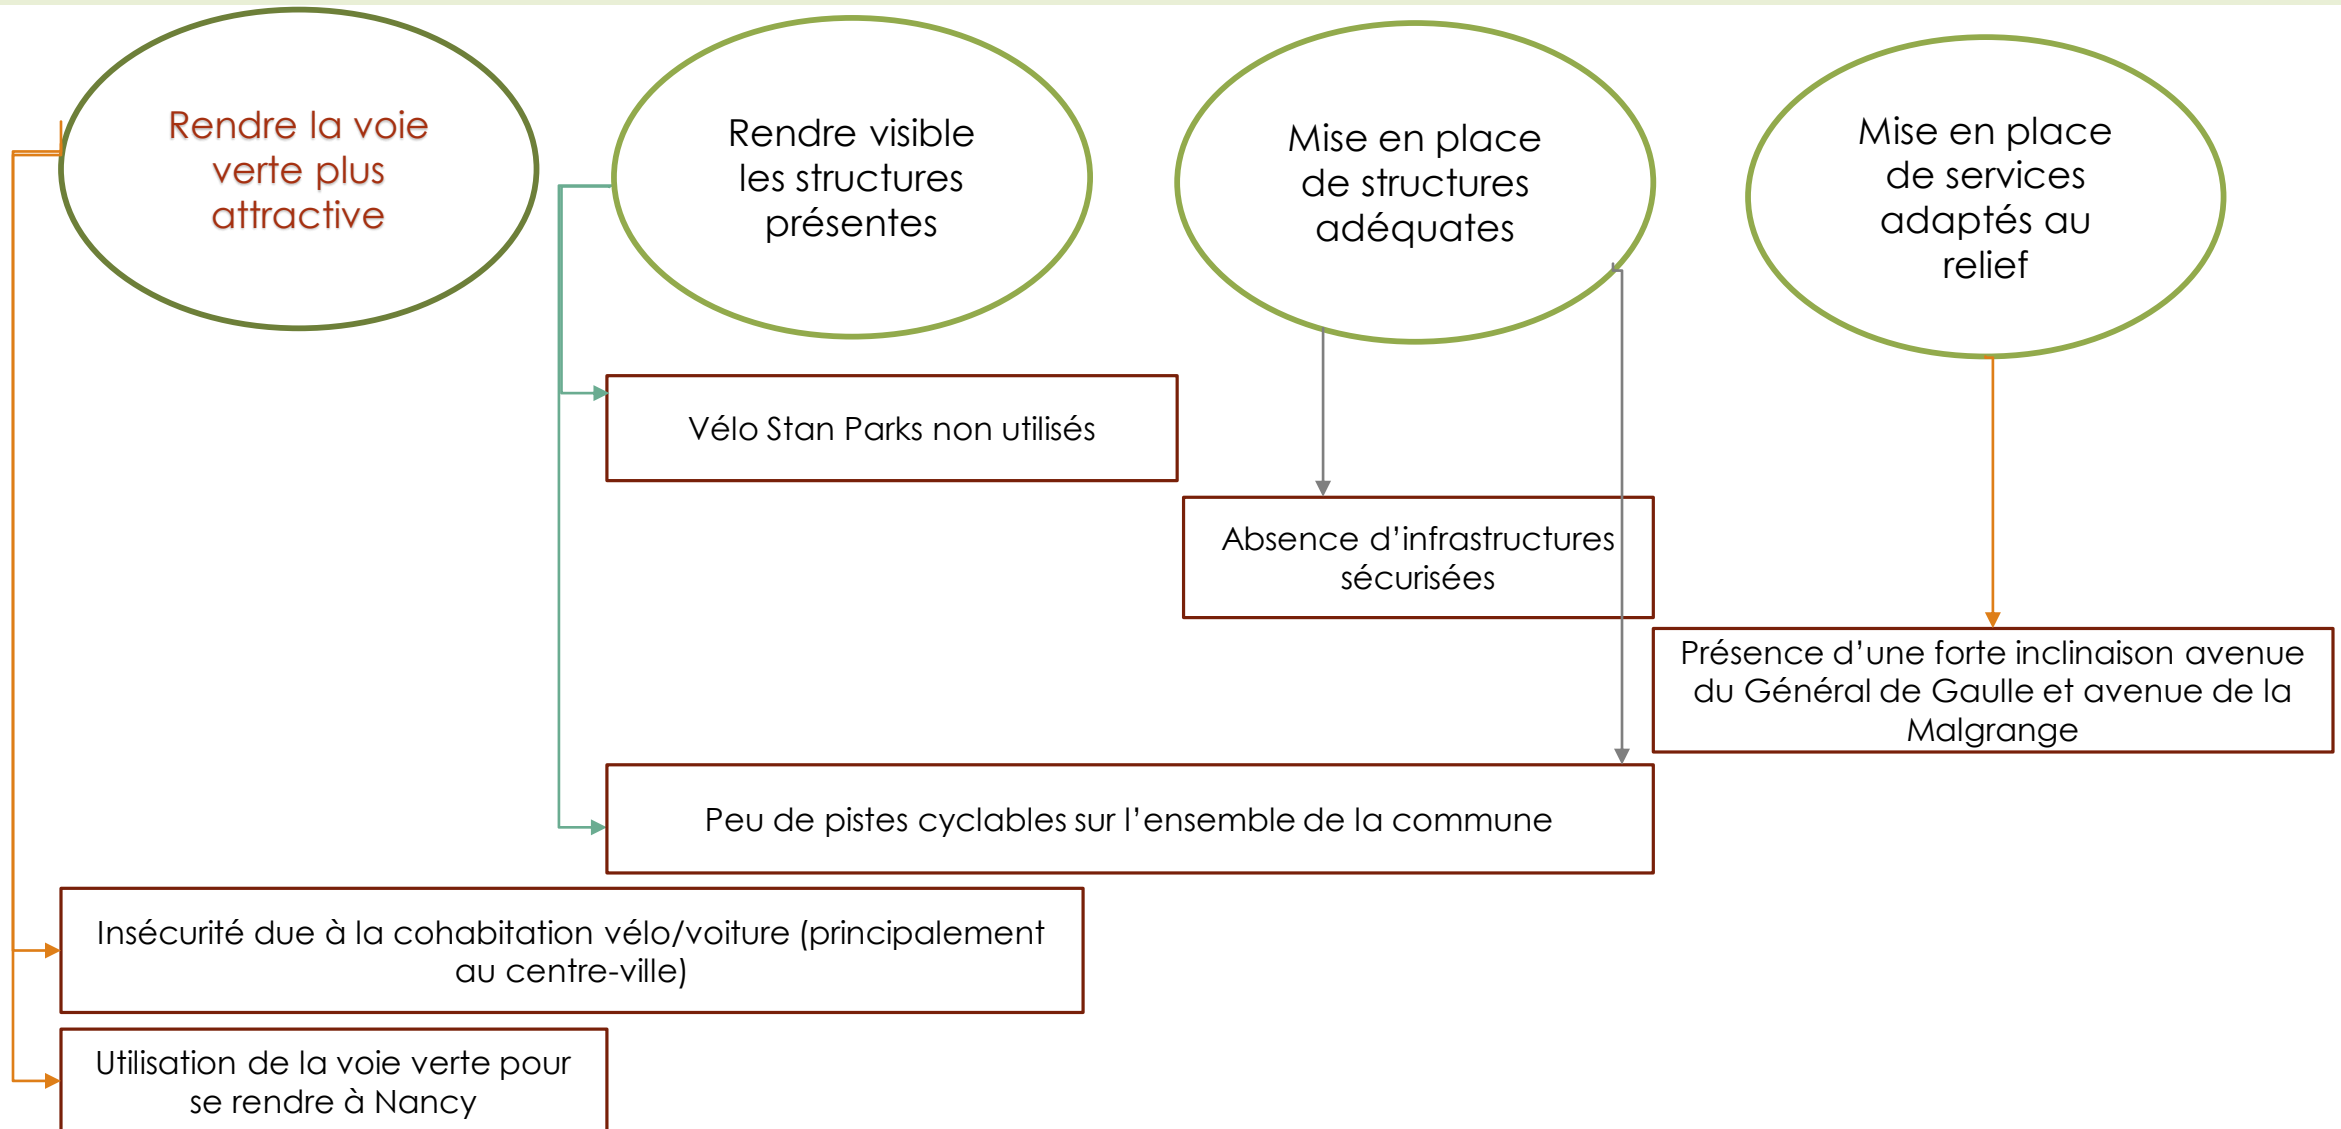 Rendre la voie
verte plus
attractive
Rendre visible
les structures
présentes
Mise en place
de structures
adéquates
Mise en place
de services
adaptés au
relief
Vélo Stan Parks non utilisés
Absence d’infrastructures
sécurisées
Présence d’une forte inclinaison avenue
du Général de Gaulle et avenue de la
Malgrange
Peu de pistes cyclables sur l’ensemble de la commune
Insécurité due à la cohabitation vélo/voiture (principalement
au centre-ville)
Utilisation de la voie verte pour
se rendre à Nancy